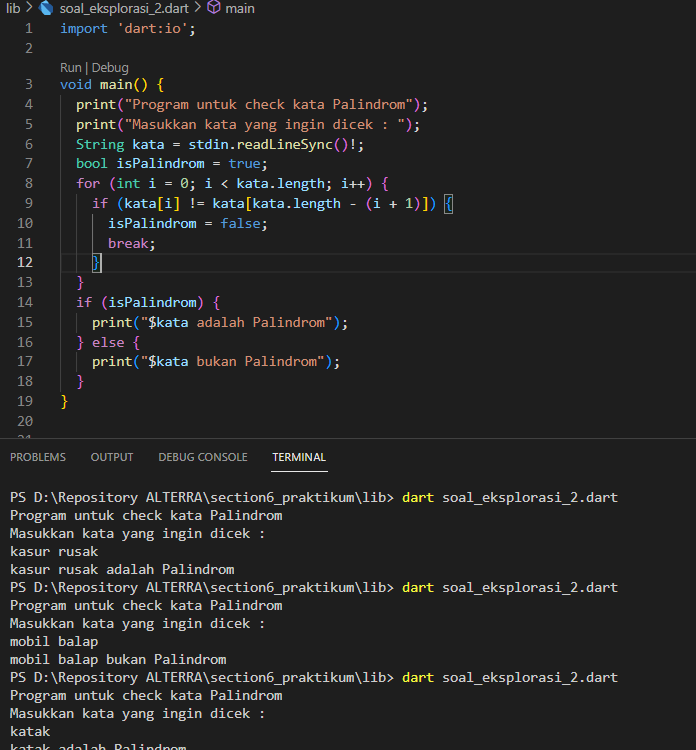 lib > soal_eksplorasi_2.dart > main
1 import 'dart:io';
2
Run | Debug
3 void main() {
4 print("Program untuk check kata Palindrom");
5 print("Masukkan kata yang ingin dicek : ");
6 String kata = stdin.readLineSync()!;
7 bool isPalindrom = true;
8 for (int i = 0; i < kata.length; i++) {
9 if (kata[i] != kata[kata.length - (i + 1)]) {
10 isPalindrom = false;
11 break;
12 }
13 }
14 if (isPalindrom) {
15 print("$kata adalah Palindrom");
16 } else {
17 print("$kata bukan Palindrom");
18 }
19 }
20
21
PROBLEMS OUTPUT DEBUG CONSOLE TERMINAL
PS D:\Repository ALTERRA\section6_praktikum\lib> dart soal_eksplorasi_2.dart
Program untuk check kata Palindrom
Masukkan kata yang ingin dicek :
kasur rusak
kasur rusak adalah Palindrom
PS D:\Repository ALTERRA\section6_praktikum\lib> dart soal_eksplorasi_2.dart
Program untuk check kata Palindrom
Masukkan kata yang ingin dicek :
mobil balap
mobil balap bukan Palindrom
PS D:\Repository ALTERRA\section6_praktikum\lib> dart soal_eksplorasi_2.dart
Program untuk check kata Palindrom
Masukkan kata yang ingin dicek :
katak
katak adalah Palindrom